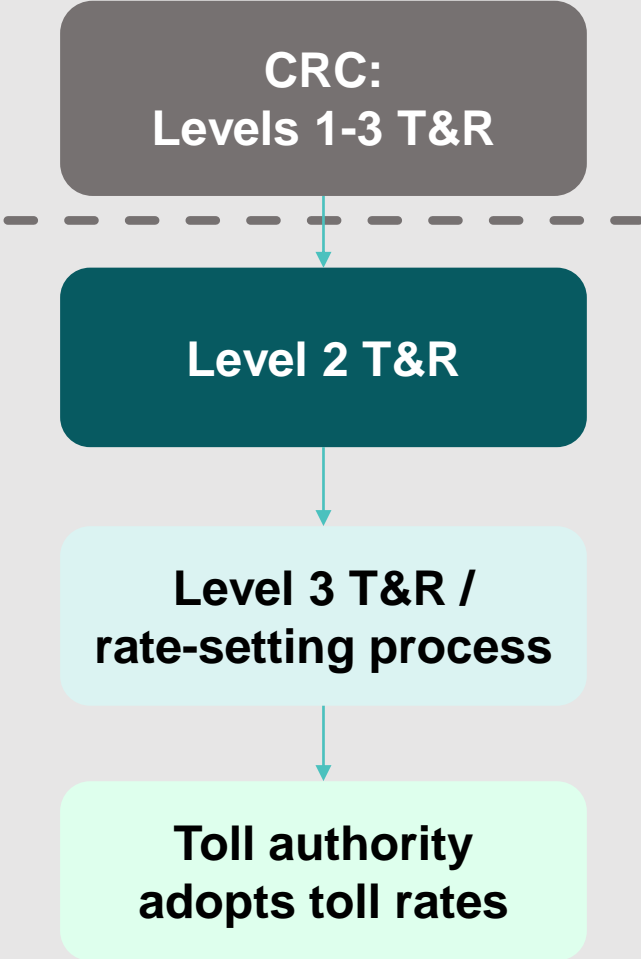 CRC:
Levels 1-3 T&R
Level 2 T&R
Level 3 T&R /
rate-setting process
Toll authority
adopts toll rates